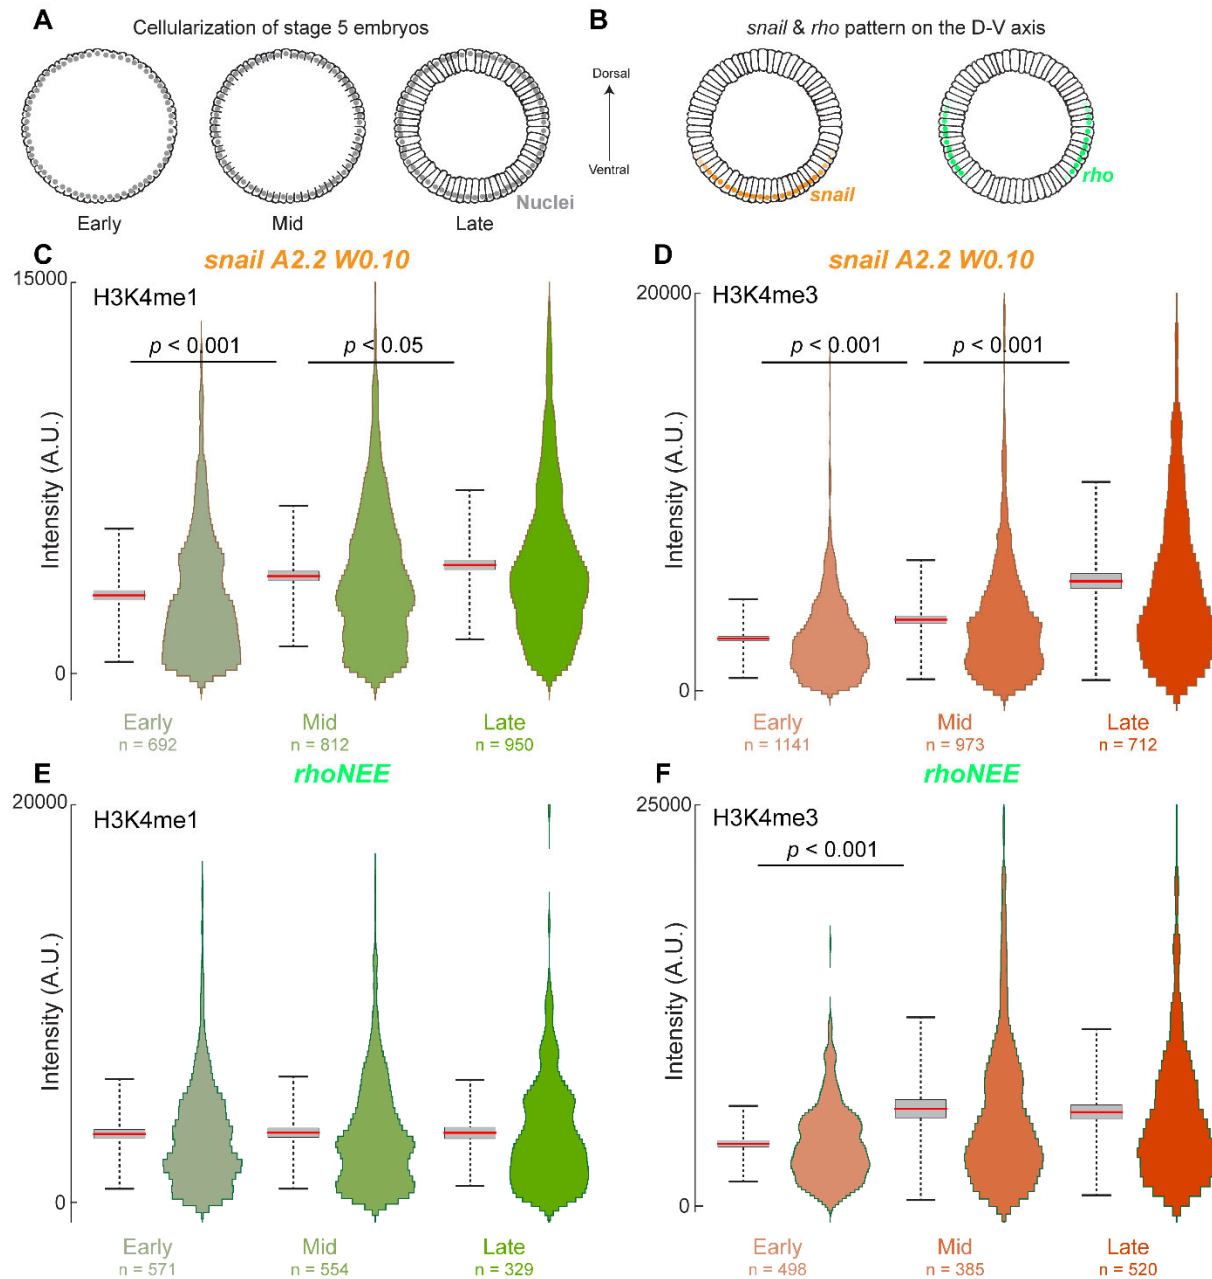 A
Cellularization of stage 5 embryos
Early
Mid
Late
Nuclei
B
snail & rho pattern on the D-V axis
Dorsal
Ventral
snail
rho
C
snail A2.2 W0.10
15000
H3K4me1
p < 0.001
p < 0.05
Intensity (A.U.)
0
Early
Mid
Late
n = 692
n = 812
n = 950
D
snail A2.2 W0.10
20000
H3K4me3
p < 0.001
p < 0.001
Intensity (A.U.)
0
Early
Mid
Late
n = 1141
n = 973
n = 712
E
rhoNEE
20000
H3K4me1
Intensity (A.U.)
0
Early
Mid
Late
n = 571
n = 554
n = 329
F
rhoNEE
25000
H3K4me3
p < 0.001
Intensity (A.U.)
0
Early
Mid
Late
n = 498
n = 385
n = 520